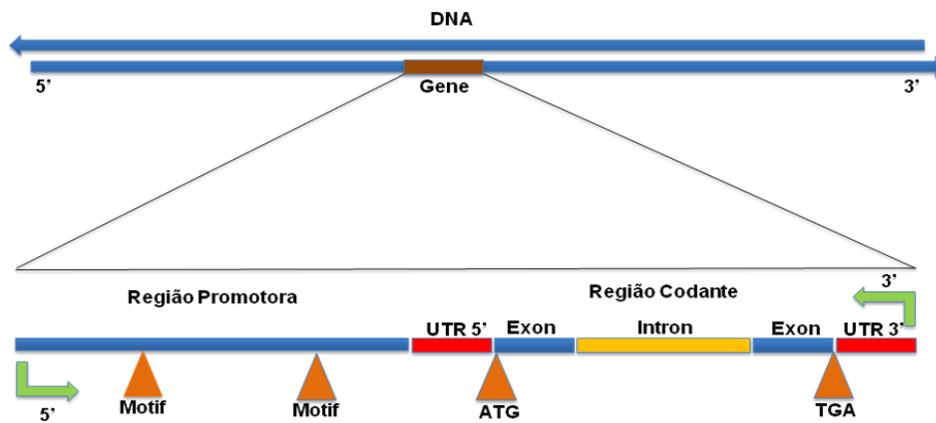 DNA
5' 3'
Gene
3'
Região Promotora Região Codante
UTR 5' Exon Intron Exon UTR 3'
5' Motif Motif ATG TGA